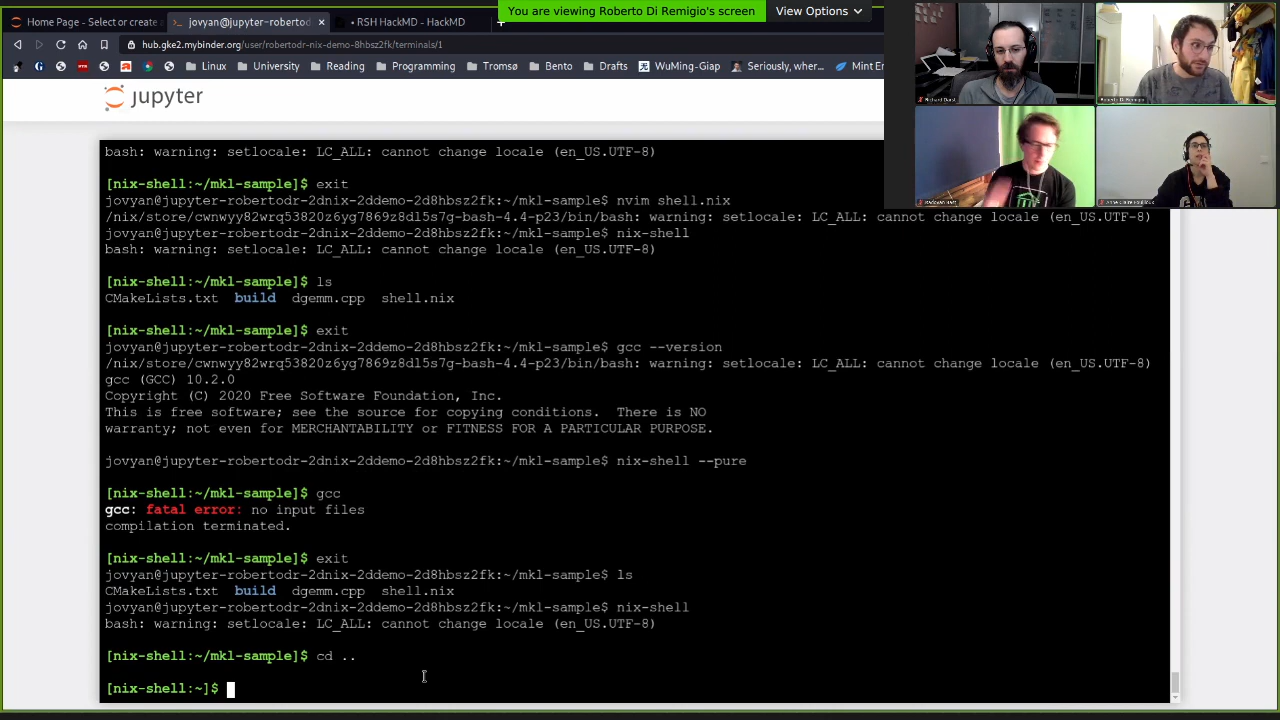 Home Page - Select or create
jovyan@jupyter-robertod
RSH HackMD - HackMD
You are viewing Roberto Di Remigio's screen
View Options
hub.gke2.mybinder.org/user/robertodr-nix-demo-8hbsz2fk/terminals/1
Linux University Reading Programming Tromsø Bento Drafts WuMing-Giap Seriously, wher… Mint En
jupyter
Richard Darst
Roberto Di Remigio
Radovan Bast
bash: warning: setlocale: LC_ALL: cannot change locale (en_US.UTF-8)
[nix-shell:~/mkl-sample]$ exit
jovyan@jupyter-robertodr-2dnix-2ddemo-2d8hbsz2fk:~/mkl-sample$ nvim shell.nix
/nix/store/cwnwyy82wrq53820z6yg7869z8dl5s7g-bash-4.4-p23/bin/bash: warning: setlocale: LC_ALL: cannot change locale (en_US.UTF-8)
jovyan@jupyter-robertodr-2dnix-2ddemo-2d8hbsz2fk:~/mkl-sample$ nix-shell
bash: warning: setlocale: LC_ALL: cannot change locale (en_US.UTF-8)
[nix-shell:~/mkl-sample]$ ls
CMakeLists.txt build dgemm.cpp shell.nix
[nix-shell:~/mkl-sample]$ exit
jovyan@jupyter-robertodr-2dnix-2ddemo-2d8hbsz2fk:~/mkl-sample$ gcc --version
/nix/store/cwnwyy82wrq53820z6yg7869z8dl5s7g-bash-4.4-p23/bin/bash: warning: setlocale: LC_ALL: cannot change locale (en_US.UTF-8)
gcc (GCC) 10.2.0
Copyright (C) 2020 Free Software Foundation, Inc.
This is free software; see the source for copying conditions. There is NO
warranty; not even for MERCHANTABILITY or FITNESS FOR A PARTICULAR PURPOSE.
jovyan@jupyter-robertodr-2dnix-2ddemo-2d8hbsz2fk:~/mkl-sample$ nix-shell --pure
[nix-shell:~/mkl-sample]$ gcc
gcc: fatal error: no input files
compilation terminated.
[nix-shell:~/mkl-sample]$ exit
jovyan@jupyter-robertodr-2dnix-2ddemo-2d8hbsz2fk:~/mkl-sample$ ls
CMakeLists.txt build dgemm.cpp shell.nix
jovyan@jupyter-robertodr-2dnix-2ddemo-2d8hbsz2fk:~/mkl-sample$ nix-shell
bash: warning: setlocale: LC_ALL: cannot change locale (en_US.UTF-8)
[nix-shell:~/mkl-sample]$ cd ..
[nix-shell:~]$